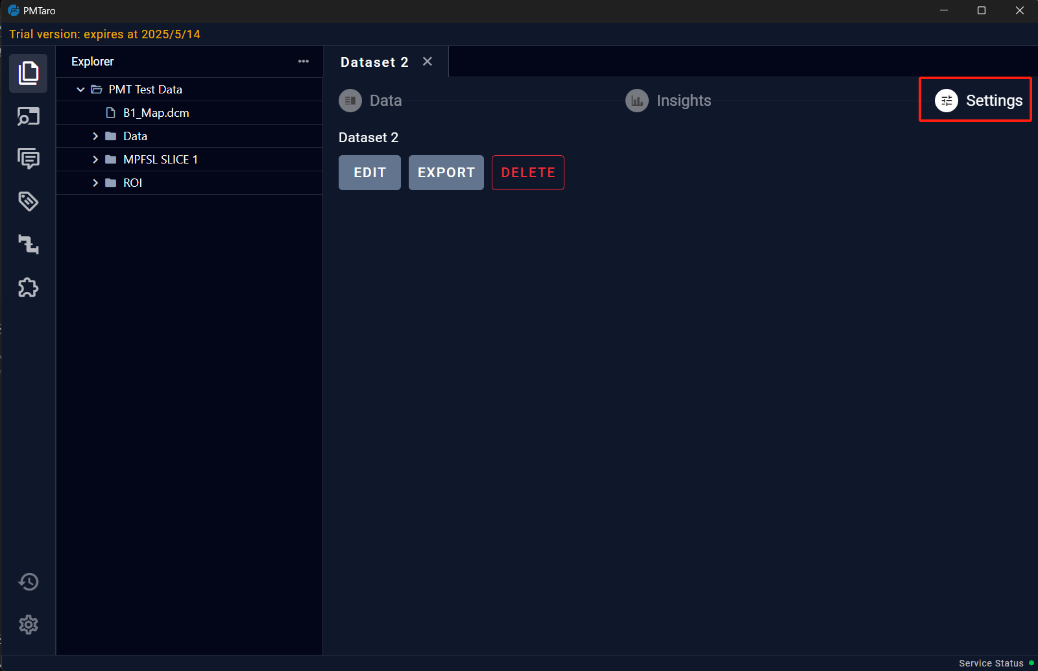 PMTaro
Trial version: expires at 2025/5/14
Explorer
Dataset 2
PMT Test Data
B1_Map.dcm
Data
MPFSL SLICE 1
ROI
Data
Insights
Settings
Dataset 2
EDIT
EXPORT
DELETE
Service Status